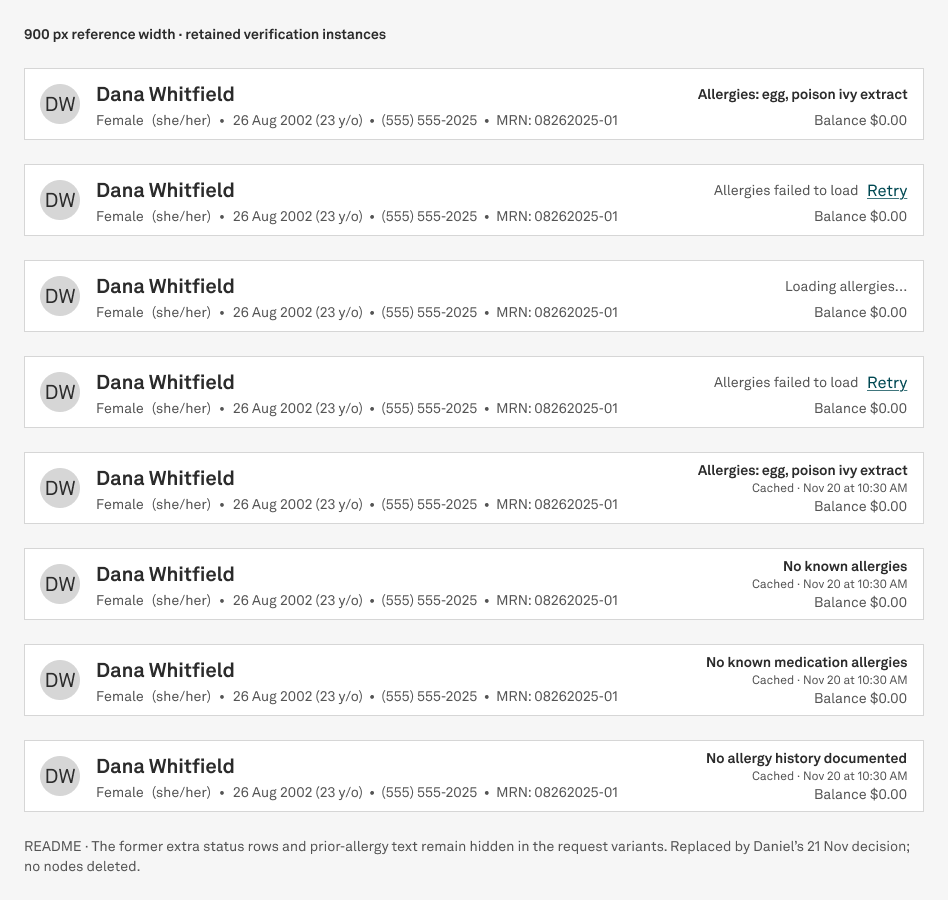 900 px reference width · retained verification instances
DW
Dana Whitfield
Allergies: egg, poison ivy extract
Female (she/her) • 26 Aug 2002 (23 y/o) • (555) 555-2025 • MRN: 08262025-01
Balance $0.00
DW
Dana Whitfield
Allergies failed to load Retry
Female (she/her) • 26 Aug 2002 (23 y/o) • (555) 555-2025 • MRN: 08262025-01
Balance $0.00
DW
Dana Whitfield
Loading allergies...
Female (she/her) • 26 Aug 2002 (23 y/o) • (555) 555-2025 • MRN: 08262025-01
Balance $0.00
DW
Dana Whitfield
Allergies failed to load Retry
Female (she/her) • 26 Aug 2002 (23 y/o) • (555) 555-2025 • MRN: 08262025-01
Balance $0.00
DW
Dana Whitfield
Allergies: egg, poison ivy extract
Cached · Nov 20 at 10:30 AM
Female (she/her) • 26 Aug 2002 (23 y/o) • (555) 555-2025 • MRN: 08262025-01
Balance $0.00
DW
Dana Whitfield
No known allergies
Cached · Nov 20 at 10:30 AM
Female (she/her) • 26 Aug 2002 (23 y/o) • (555) 555-2025 • MRN: 08262025-01
Balance $0.00
DW
Dana Whitfield
No known medication allergies
Cached · Nov 20 at 10:30 AM
Female (she/her) • 26 Aug 2002 (23 y/o) • (555) 555-2025 • MRN: 08262025-01
Balance $0.00
DW
Dana Whitfield
No allergy history documented
Cached · Nov 20 at 10:30 AM
Female (she/her) • 26 Aug 2002 (23 y/o) • (555) 555-2025 • MRN: 08262025-01
Balance $0.00
README · The former extra status rows and prior-allergy text remain hidden in the request variants. Replaced by Daniel's 21 Nov decision;
no nodes deleted.